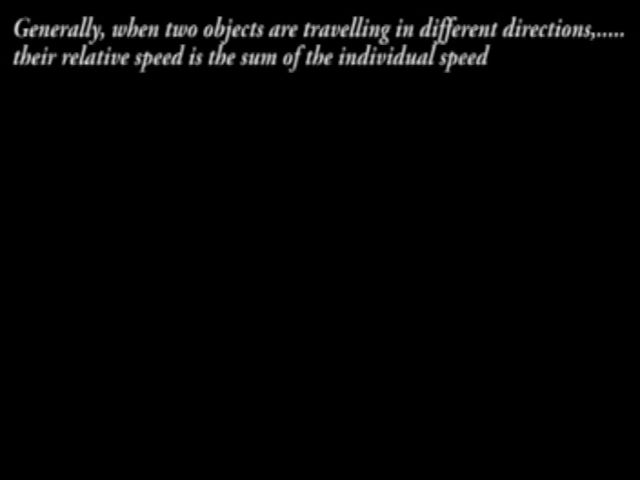 Generally, when two objects are travelling in different directions,.....
their relative speed is the sum of the individual speed